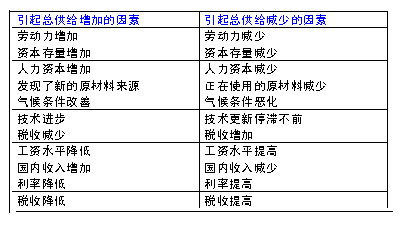 引起总供给增加的因素 引起总供给减少的因素
劳动力增加 劳动力减少
资本存量增加 资本存量减少
人力资本增加 人力资本减少
发现了新的原材料来源 正在使用的原材料减少
气候条件改善 气候条件恶化
技术进步 技术更新停滞不前
税收减少 税收增加
工资水平降低 工资水平提高
国内收入增加 国内收入减少
利率降低 利率提高
税收降低 税收提高